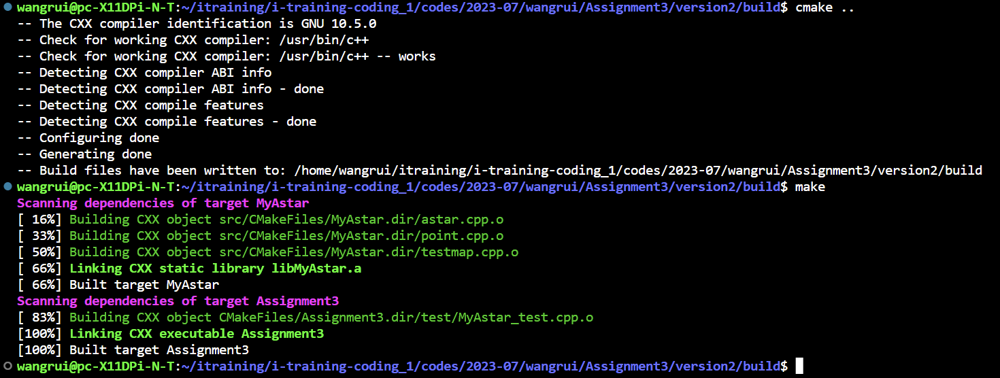 wangrui@pc-X11DPi-N-T:~/itraining/i-training-coding_1/codes/2023-07/wangrui/Assignment3/version2/build$ cmake ..
-- The CXX compiler identification is GNU 10.5.0
-- Check for working CXX compiler: /usr/bin/c++
-- Check for working CXX compiler: /usr/bin/c++ -- works
-- Detecting CXX compiler ABI info
-- Detecting CXX compiler ABI info - done
-- Detecting CXX compile features
-- Detecting CXX compile features - done
-- Configuring done
-- Generating done
-- Build files have been written to: /home/wangrui/itraining/i-training-coding_1/codes/2023-07/wangrui/Assignment3/version2/build
wangrui@pc-X11DPi-N-T:~/itraining/i-training-coding_1/codes/2023-07/wangrui/Assignment3/version2/build$ make
Scanning dependencies of target MyAstar
[ 16%] Building CXX object src/CMakeFiles/MyAstar.dir/astar.cpp.o
[ 33%] Building CXX object src/CMakeFiles/MyAstar.dir/point.cpp.o
[ 50%] Building CXX object src/CMakeFiles/MyAstar.dir/testmap.cpp.o
[ 66%] Linking CXX static library libMyAstar.a
[ 66%] Built target MyAstar
Scanning dependencies of target Assignment3
[ 83%] Building CXX object CMakeFiles/Assignment3.dir/test/MyAstar_test.cpp.o
[100%] Linking CXX executable Assignment3
[100%] Built target Assignment3
wangrui@pc-X11DPi-N-T:~/itraining/i-training-coding_1/codes/2023-07/wangrui/Assignment3/version2/build$